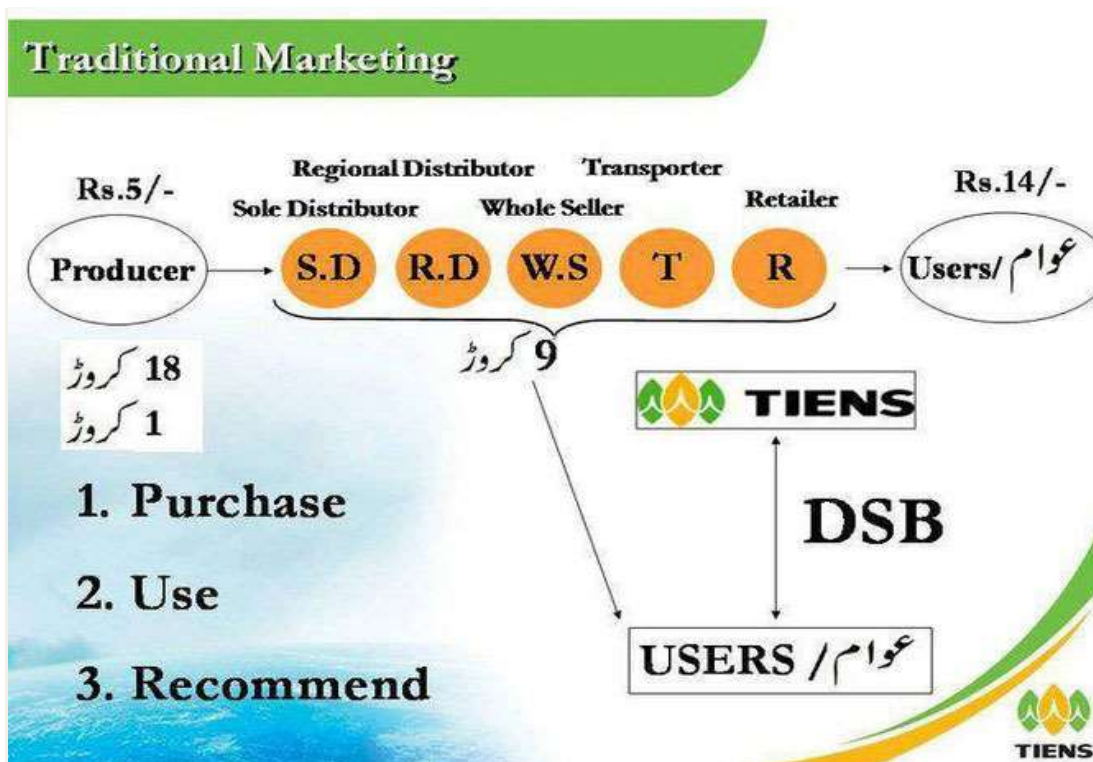 Traditional Marketing
Regional Distributor
Transporter
Rs.5/-
Rs.14/-
Sole Distributor
Whole Seller
Retailer
Producer
S.D
R.D
W.S
T
R
Users/عوام
18 کروڑ
1 کروڑ
9 کروڑ
TIENS
1. Purchase
2. Use
3. Recommend
DSB
USERS /عوام
TIENS